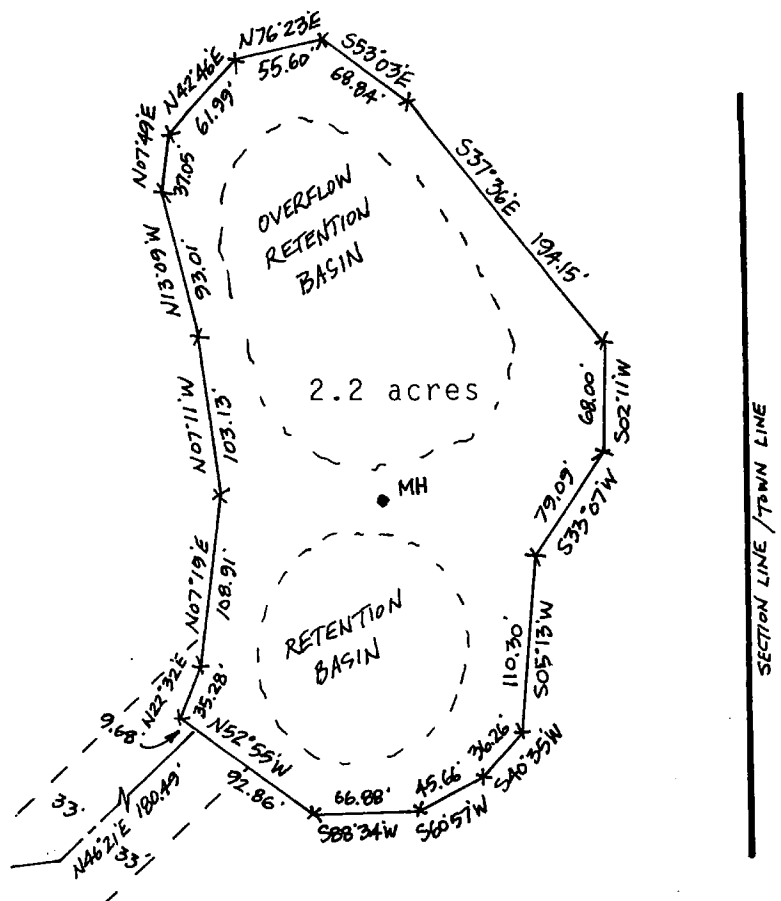 N76°23'E
55.60'
S53°03'E
68.84'
N42°46'E
61.99'
N07°49'E
37.05'
S37°36'E
194.15'
OVERFLOW
RETENTION
BASIN
N13°09'W
93.01'
2.2 acres
N07°11'W
103.13'
68.00'
S02°11'W
MH
79.09'
S33°07'W
N07°19'E
108.91'
RETENTION
BASIN
110.30'
S05°13'W
SECTION LINE / TOWN LINE
N22°32'E
35.28'
9.68'
N52°55'W
92.86'
36.26'
S40°35'W
45.66'
S60°57'W
66.88'
S88°34'W
33'
N46°21'E 180.49'
33'